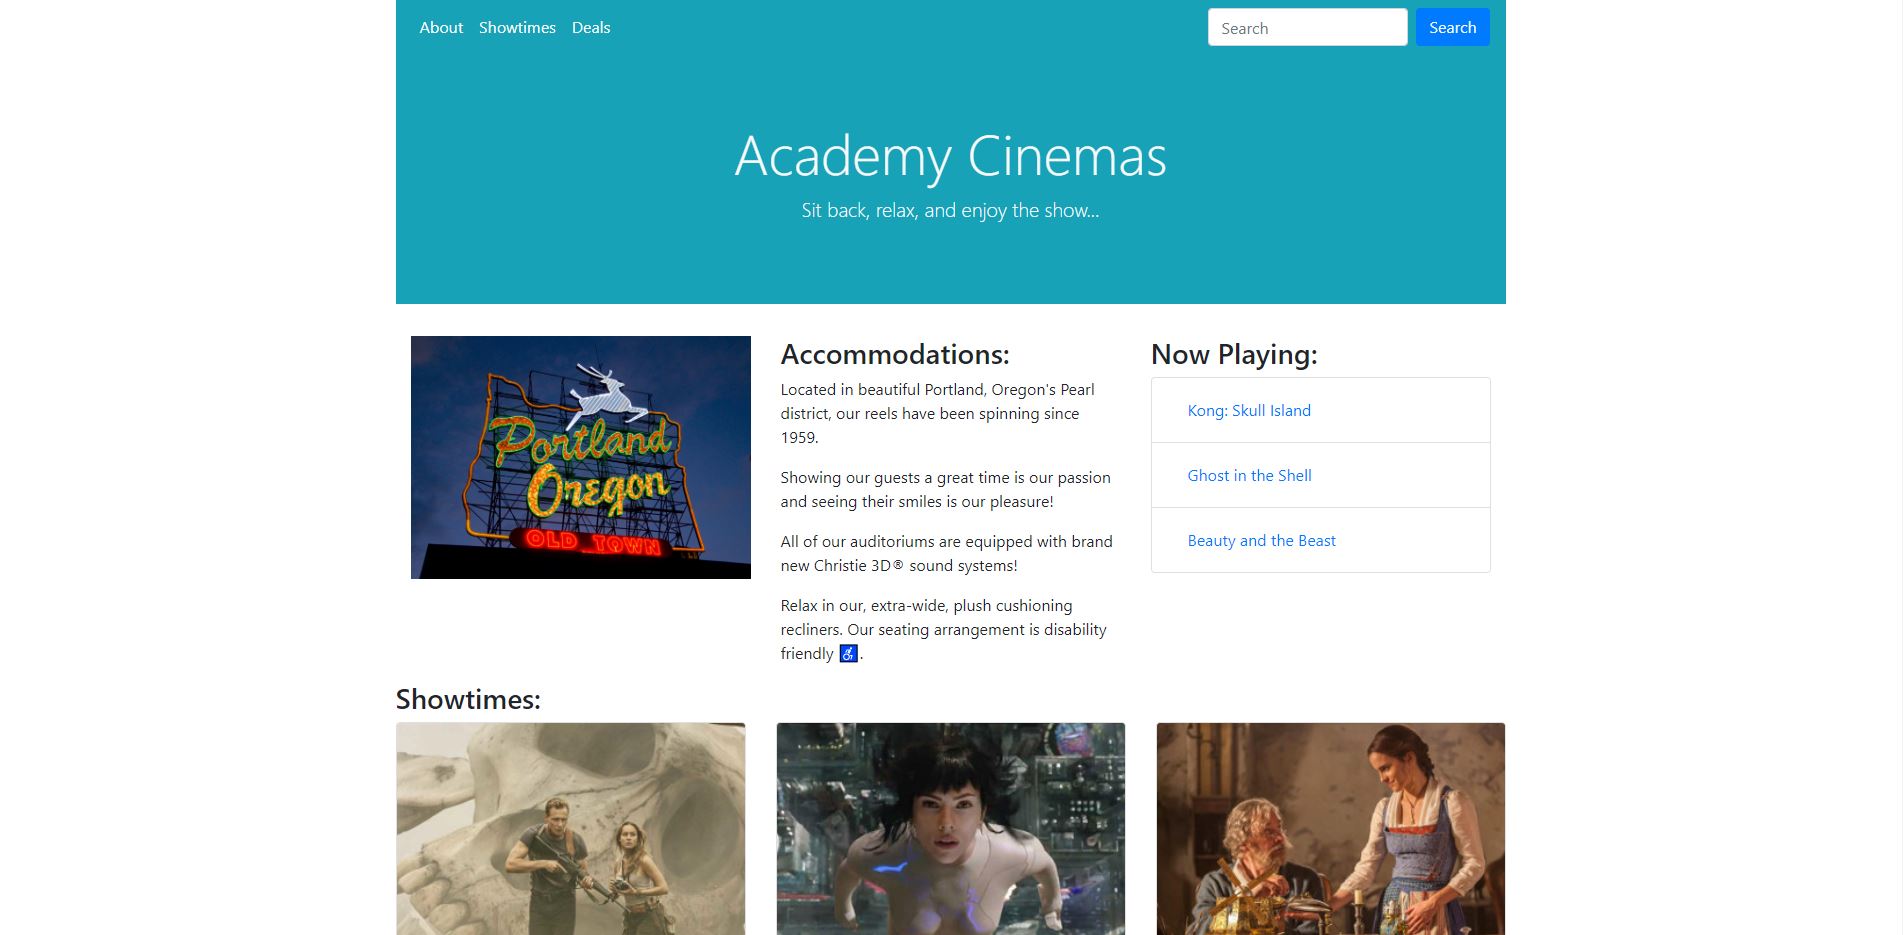 About Showtimes Deals Search Search
Academy Cinemas
Sit back, relax, and enjoy the show...
Portland
Oregon
OLD TOWN
Accommodations:
Located in beautiful Portland, Oregon's Pearl
district, our reels have been spinning since
1959.
Showing our guests a great time is our passion
and seeing their smiles is our pleasure!
All of our auditoriums are equipped with brand
new Christie 3D® sound systems!
Relax in our, extra-wide, plush cushioning
recliners. Our seating arrangement is disability
friendly .
Now Playing:
Kong: Skull Island
Ghost in the Shell
Beauty and the Beast
Showtimes: